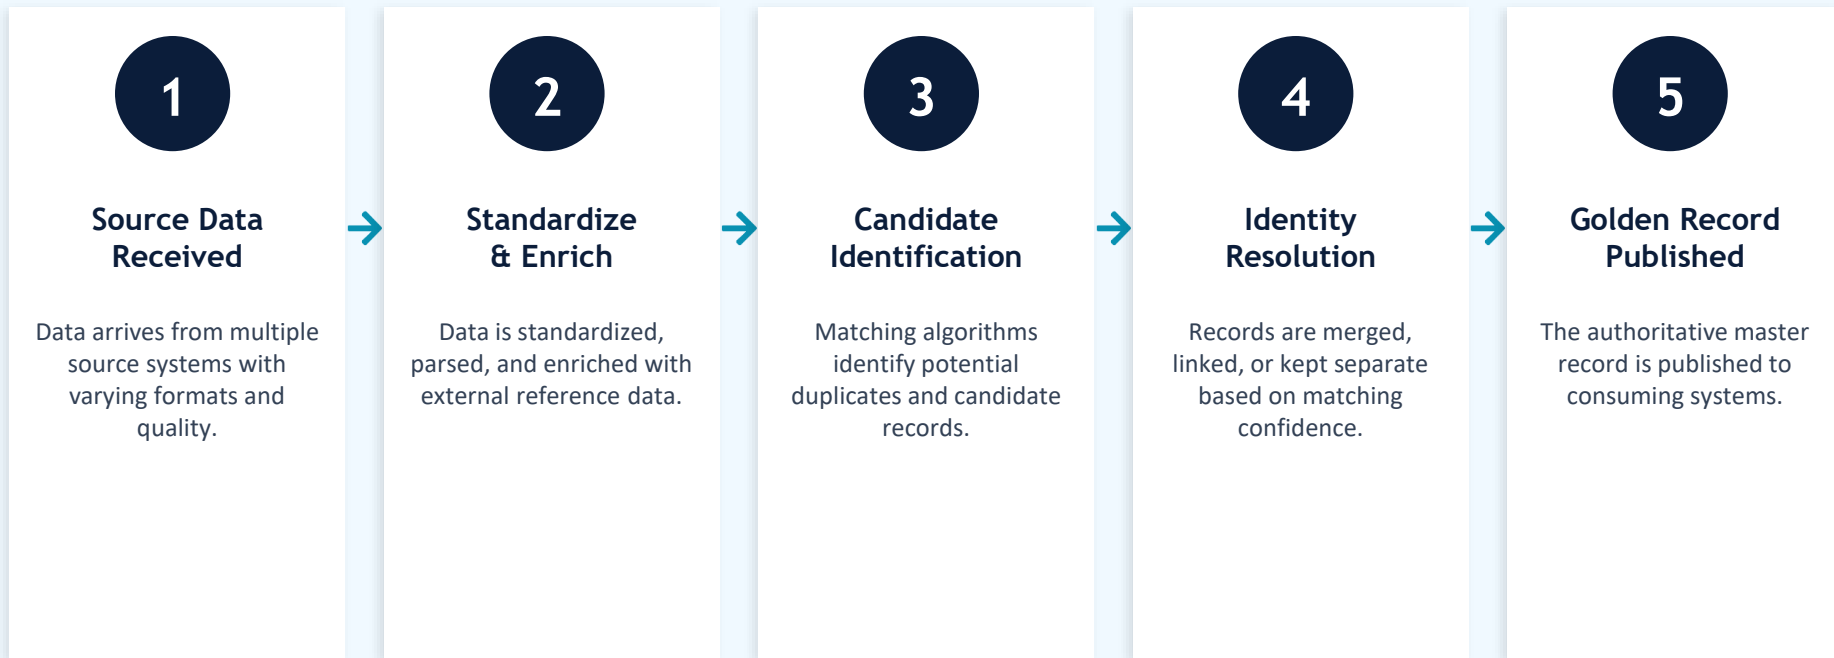 1
Source Data
Received
Data arrives from multiple
source systems with
varying formats and
quality.
2
Standardize
& Enrich
Data is standardized,
parsed, and enriched with
external reference data.
3
Candidate
Identification
Matching algorithms
identify potential
duplicates and candidate
records.
4
Identity
Resolution
Records are merged,
linked, or kept separate
based on matching
confidence.
5
Golden Record
Published
The authoritative master
record is published to
consuming systems.